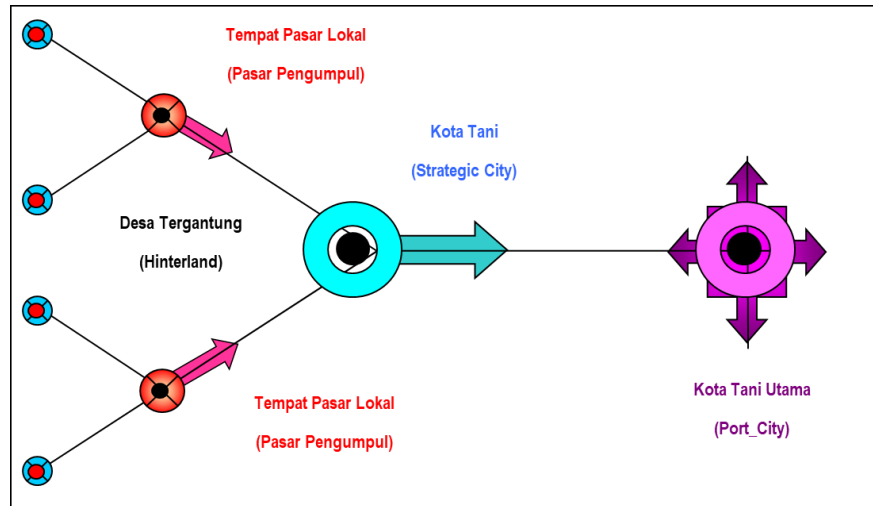 Tempat Pasar Lokal
(Pasar Pengumpul)
Kota Tani
(Strategic City)
Desa Tergantung
(Hinterland)
Tempat Pasar Lokal
(Pasar Pengumpul)
Kota Tani Utama
(Port_City)